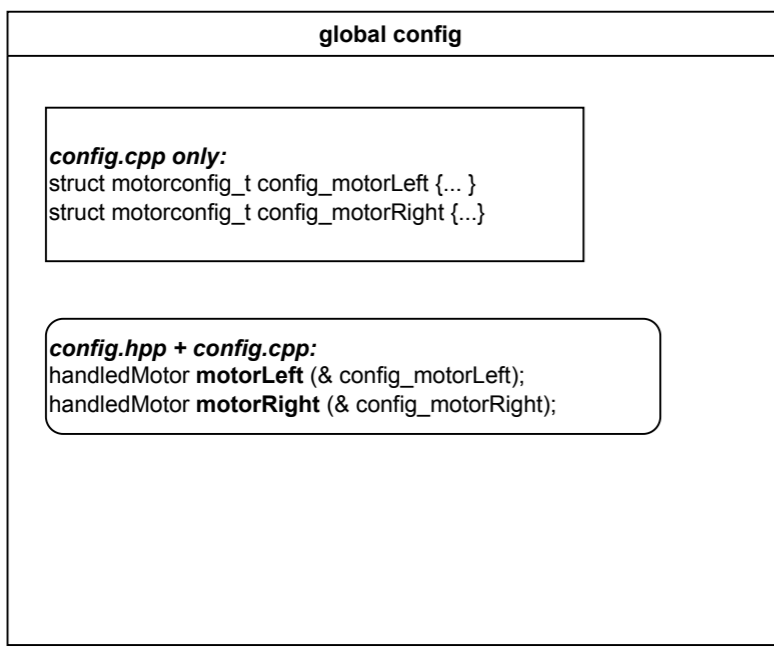 global config
config.cpp only:
struct motorconfig_t config_motorLeft {... }
struct motorconfig_t config_motorRight {...}
config.hpp + config.cpp:
handledMotor motorLeft (& config_motorLeft);
handledMotor motorRight (& config_motorRight);